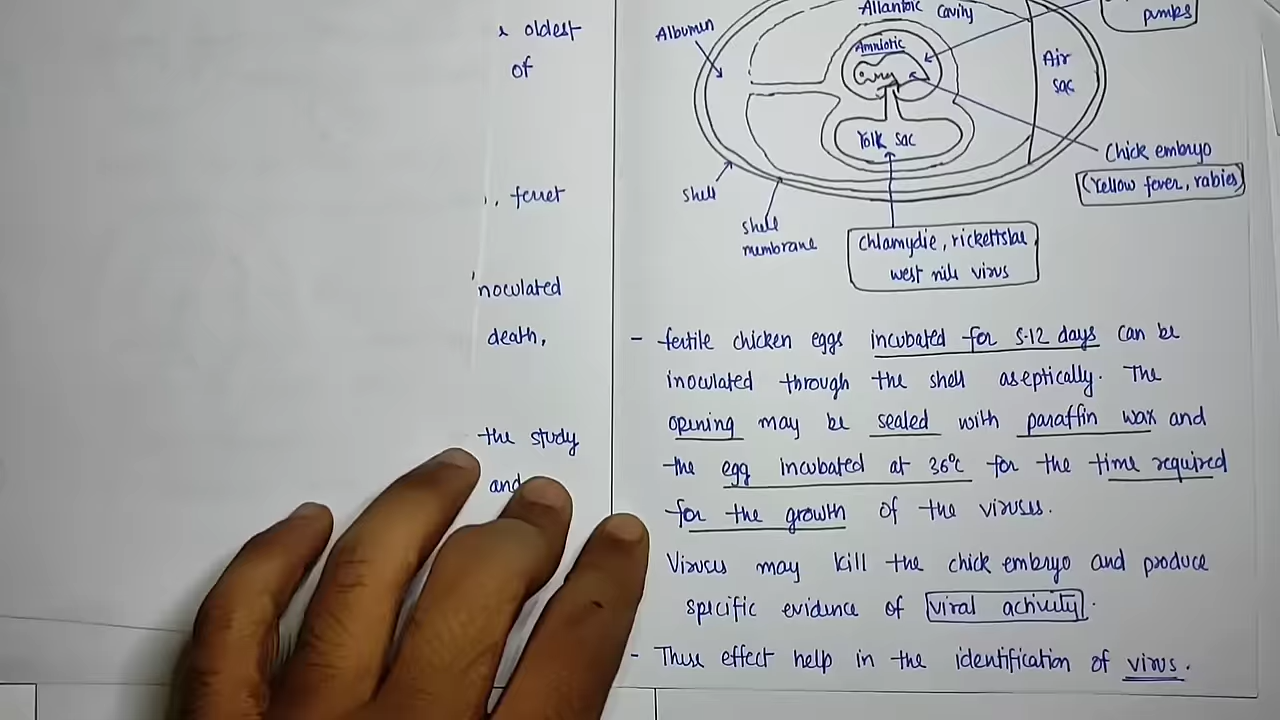 oldest
of
ferret
noculated
death,
the study
and
Albumen
Allantoic cavity
Amniotic
Air
sac
Yolk sac
pumps
Chick embryo
(Yellow fever, rabies)
Shell
Shell
membrane
Chlamydie, rickettsiae,
west nile virus
- fertile chicken eggs incubated for 5-12 days can be
inoculated through the shell aseptically. The
opening may be sealed with paraffin wax and
the egg incubated at 36°c for the time required
for the growth of the viruses.
Viruses may kill the chick embryo and produce
specific evidence of viral activity.
- These effect help in the identification of virus.